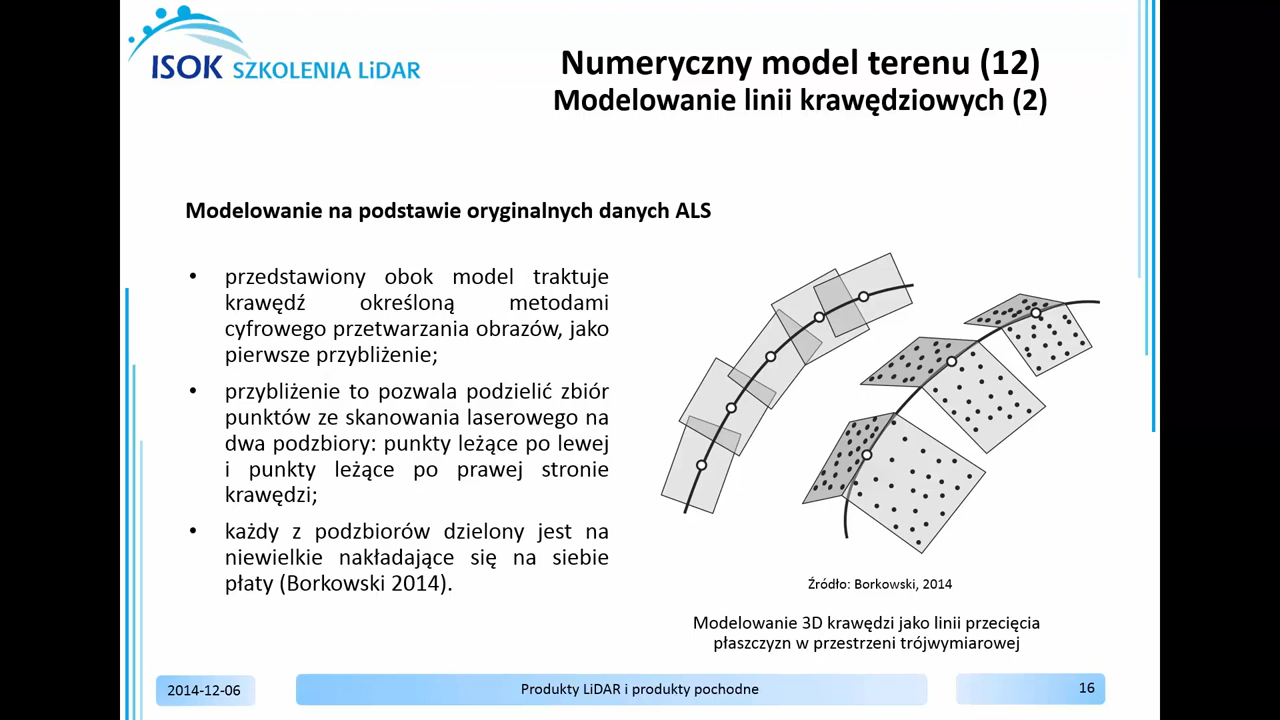 ISOK SZKOLENIA LiDAR
Numeryczny model terenu (12)
Modelowanie linii krawędziowych (2)
Modelowanie na podstawie oryginalnych danych ALS
• przedstawiony obok model traktuje
krawędź określoną metodami
cyfrowego przetwarzania obrazów, jako
pierwsze przybliżenie;
• przybliżenie to pozwala podzielić zbiór
punktów ze skanowania laserowego na
dwa podzbiory: punkty leżące po lewej
i punkty leżące po prawej stronie
krawędzi;
• każdy z podzbiorów dzielony jest na
niewielkie nakładające się na siebie
płaty (Borkowski 2014).
Źródło: Borkowski, 2014
Modelowanie 3D krawędzi jako linii przecięcia
płaszczyzn w przestrzeni trójwymiarowej
2014-12-06
Produkty LiDAR i produkty pochodne
16